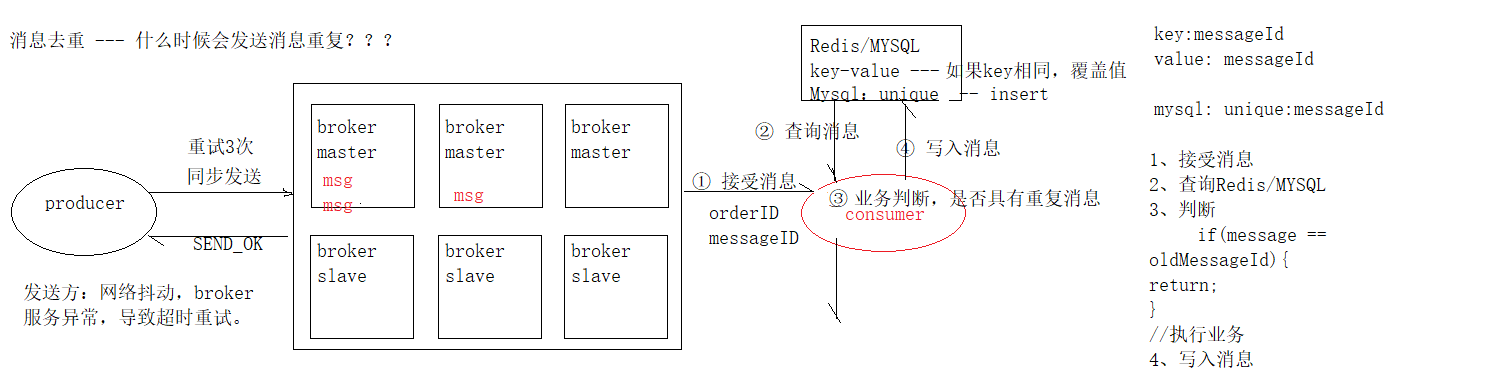 消息去重 --- 什么时候会发送消息重复？？？
重试3次
同步发送
producer
SEND_OK
发送方：网络抖动，broker
服务异常，导致超时重试。
broker
master
msg
msg
broker
master
msg
broker
master
broker
slave
broker
slave
broker
slave
① 接受消息
orderID
messageID
Redis/MYSQL
key-value --- 如果key相同，覆盖值
Mysql：unique -- insert
② 查询消息
④ 写入消息
③ 业务判断，是否具有重复消息
consumer
key:messageId
value: messageId
mysql: unique:messageId
1、接受消息
2、查询Redis/MYSQL
3、判断
if(message ==
oldMessageId){
return;
}
//执行业务
4、写入消息